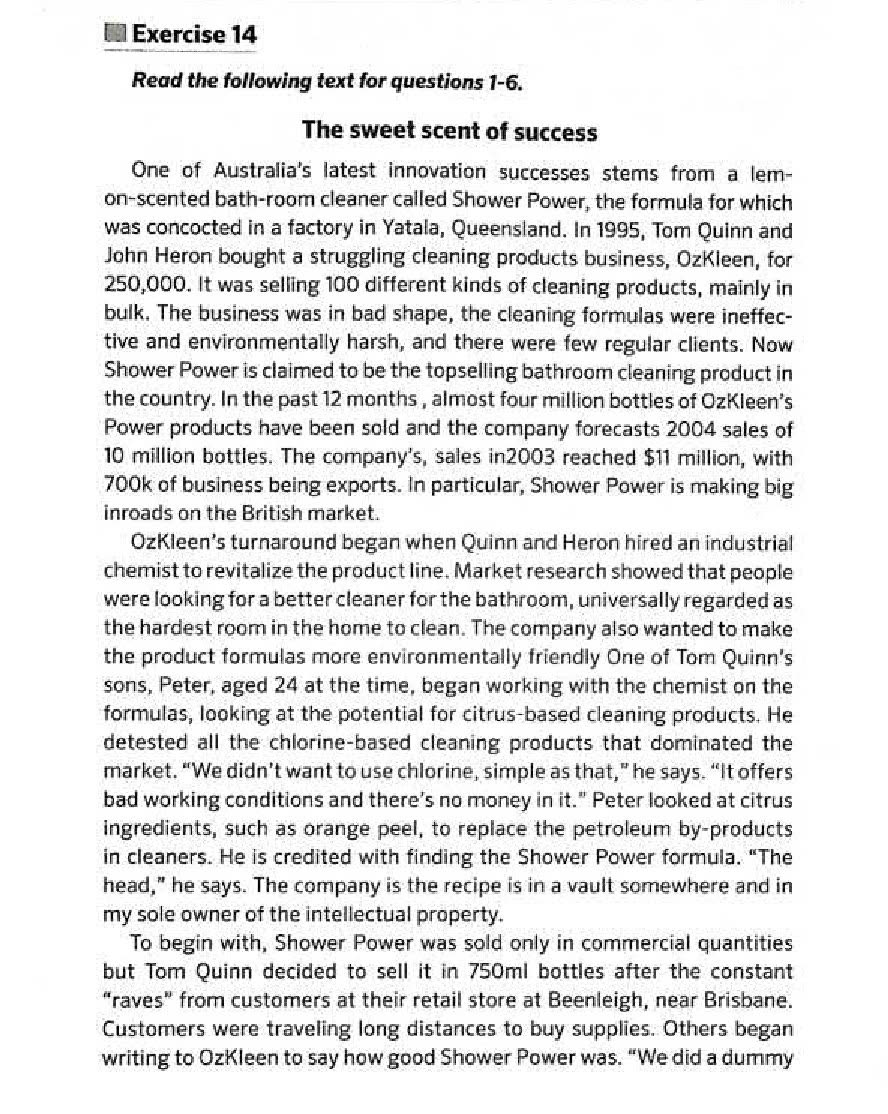 Exercise 14
Read the following text for questions 1-6.
The sweet scent of success
One of Australia's latest innovation successes stems from a lem-
on-scented bath-room cleaner called Shower Power, the formula for which
was concocted in a factory in Yatala, Queensland. In 1995, Tom Quinn and
John Heron bought a struggling cleaning products business, OzKleen, for
250,000. It was selling 100 different kinds of cleaning products, mainly in
bulk. The business was in bad shape, the cleaning formulas were ineffec-
tive and environmentally harsh, and there were few regular clients. Now
Shower Power is claimed to be the topselling bathroom cleaning product in
the country. In the past 12 months , almost four million bottles of OzKleen's
Power products have been sold and the company forecasts 2004 sales of
10 million bottles. The company's, sales in2003 reached $11 million, with
700k of business being exports. In particular, Shower Power is making big
inroads on the British market.
OzKleen's turnaround began when Quinn and Heron hired an industrial
chemist to revitalize the product line. Market research showed that people
were looking for a better cleaner for the bathroom, universally regarded as
the hardest room in the home to clean. The company also wanted to make
the product formulas more environmentally friendly One of Tom Quinn's
sons, Peter, aged 24 at the time, began working with the chemist on the
formulas, looking at the potential for citrus-based cleaning products. He
detested all the chlorine-based cleaning products that dominated the
market. "We didn't want to use chlorine, simple as that," he says. "It offers
bad working conditions and there's no money in it." Peter looked at citrus
ingredients, such as orange peel, to replace the petroleum by-products
in cleaners. He is credited with finding the Shower Power formula. "The
head," he says. The company is the recipe is in a vault somewhere and in
my sole owner of the intellectual property.
To begin with, Shower Power was sold only in commercial quantities
but Tom Quinn decided to sell it in 750ml bottles after the constant
"raves" from customers at their retail store at Beenleigh, near Brisbane.
Customers were traveling long distances to buy supplies. Others began
writing to OzKleen to say how good Shower Power was. "We did a dummy